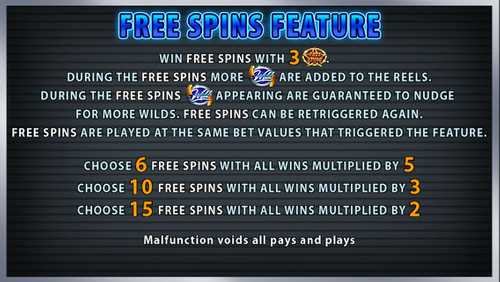 FREE SPINS FEATURE
WIN FREE SPINS WITH 3 .
DURING THE FREE SPINS MORE Wild ARE ADDED TO THE REELS.
DURING THE FREE SPINS Wild APPEARING ARE GUARANTEED TO NUDGE
FOR MORE WILDS. FREE SPINS CAN BE RETRIGGERED AGAIN.
FREE SPINS ARE PLAYED AT THE SAME BET VALUES THAT TRIGGERED THE FEATURE.
CHOOSE 6 FREE SPINS WITH ALL WINS MULTIPLIED BY 5
CHOOSE 10 FREE SPINS WITH ALL WINS MULTIPLIED BY 3
CHOOSE 15 FREE SPINS WITH ALL WINS MULTIPLIED BY 2
Malfunction voids all pays and plays